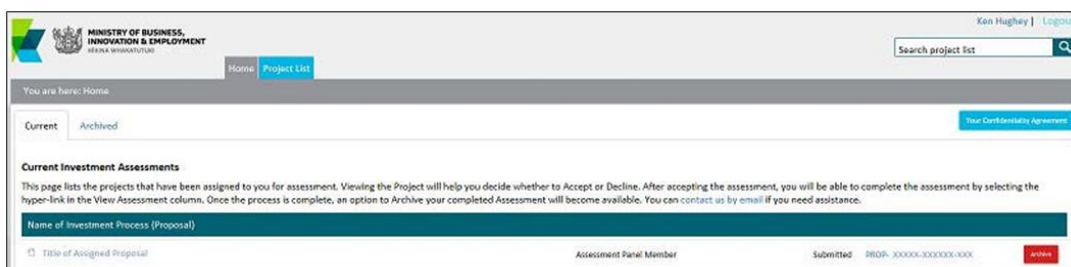 Ken Hughey | Logou
MINISTRY OF BUSINESS,
INNOVATION & EMPLOYMENT
HĪKINA WHAKATUTUKI
Search project list
Home Project List
You are here: Home
Current Archived
Your Confidentiality Agreement
Current Investment Assessments
This page lists the projects that have been assigned to you for assessment. Viewing the Project will help you decide whether to Accept or Decline. After accepting the assessment, you will be able to complete the assessment by selecting the
hyper-link in the View Assessment column. Once the process is complete, an option to Archive your completed Assessment will become available. You can contact us by email if you need assistance.
Name of Investment Process (Proposal)
Title of Assigned Proposal Assessment Panel Member Submitted PROP- XXXXX-XXXXXX-XXX Archive